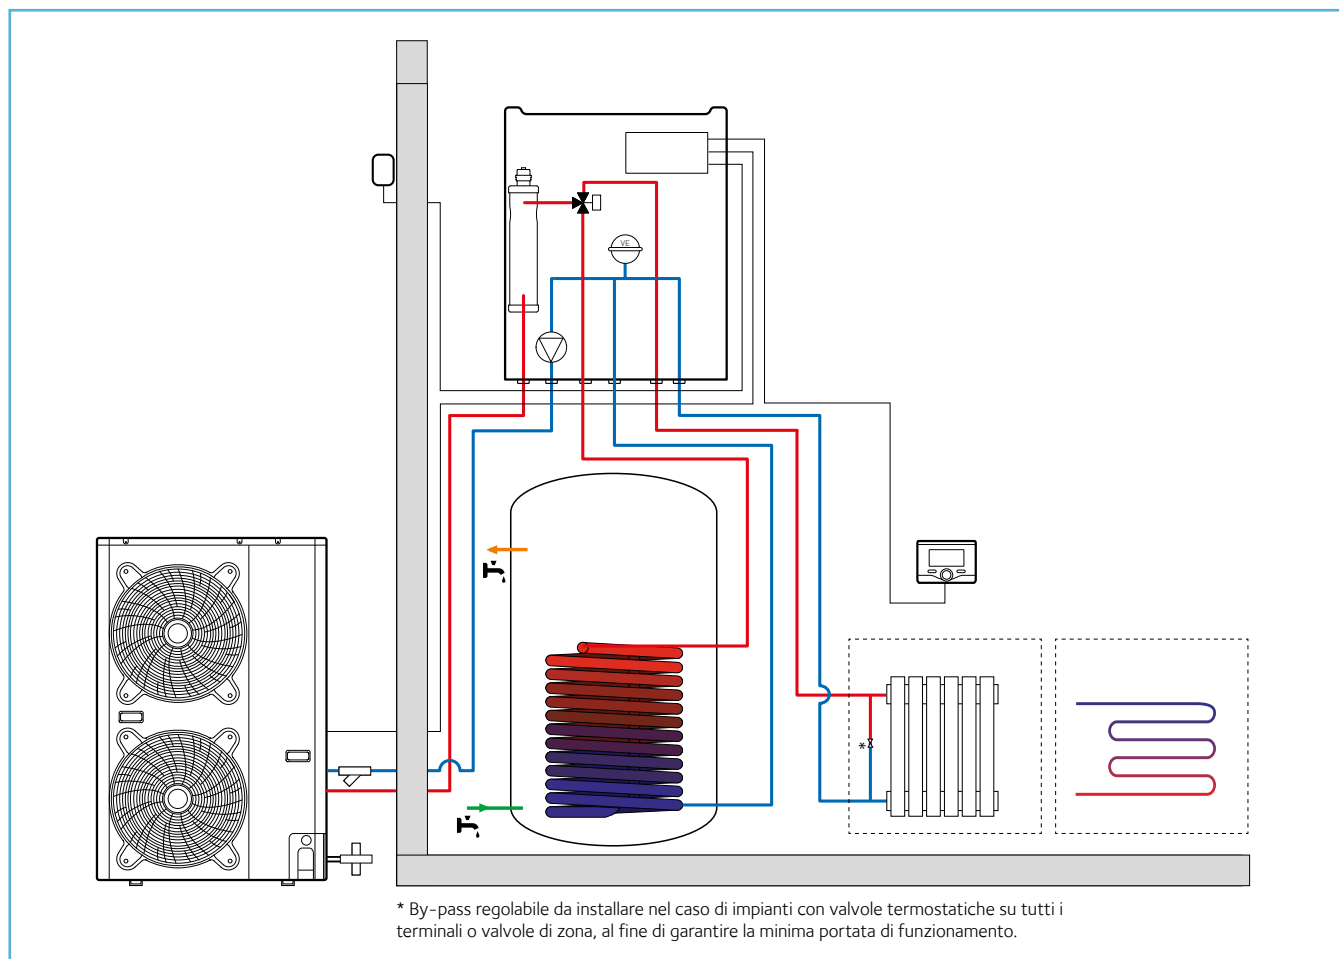 VE
*
* By-pass regolabile da installare nel caso di impianti con valvole termostatiche su tutti i
terminali o valvole di zona, al fine di garantire la minima portata di funzionamento.